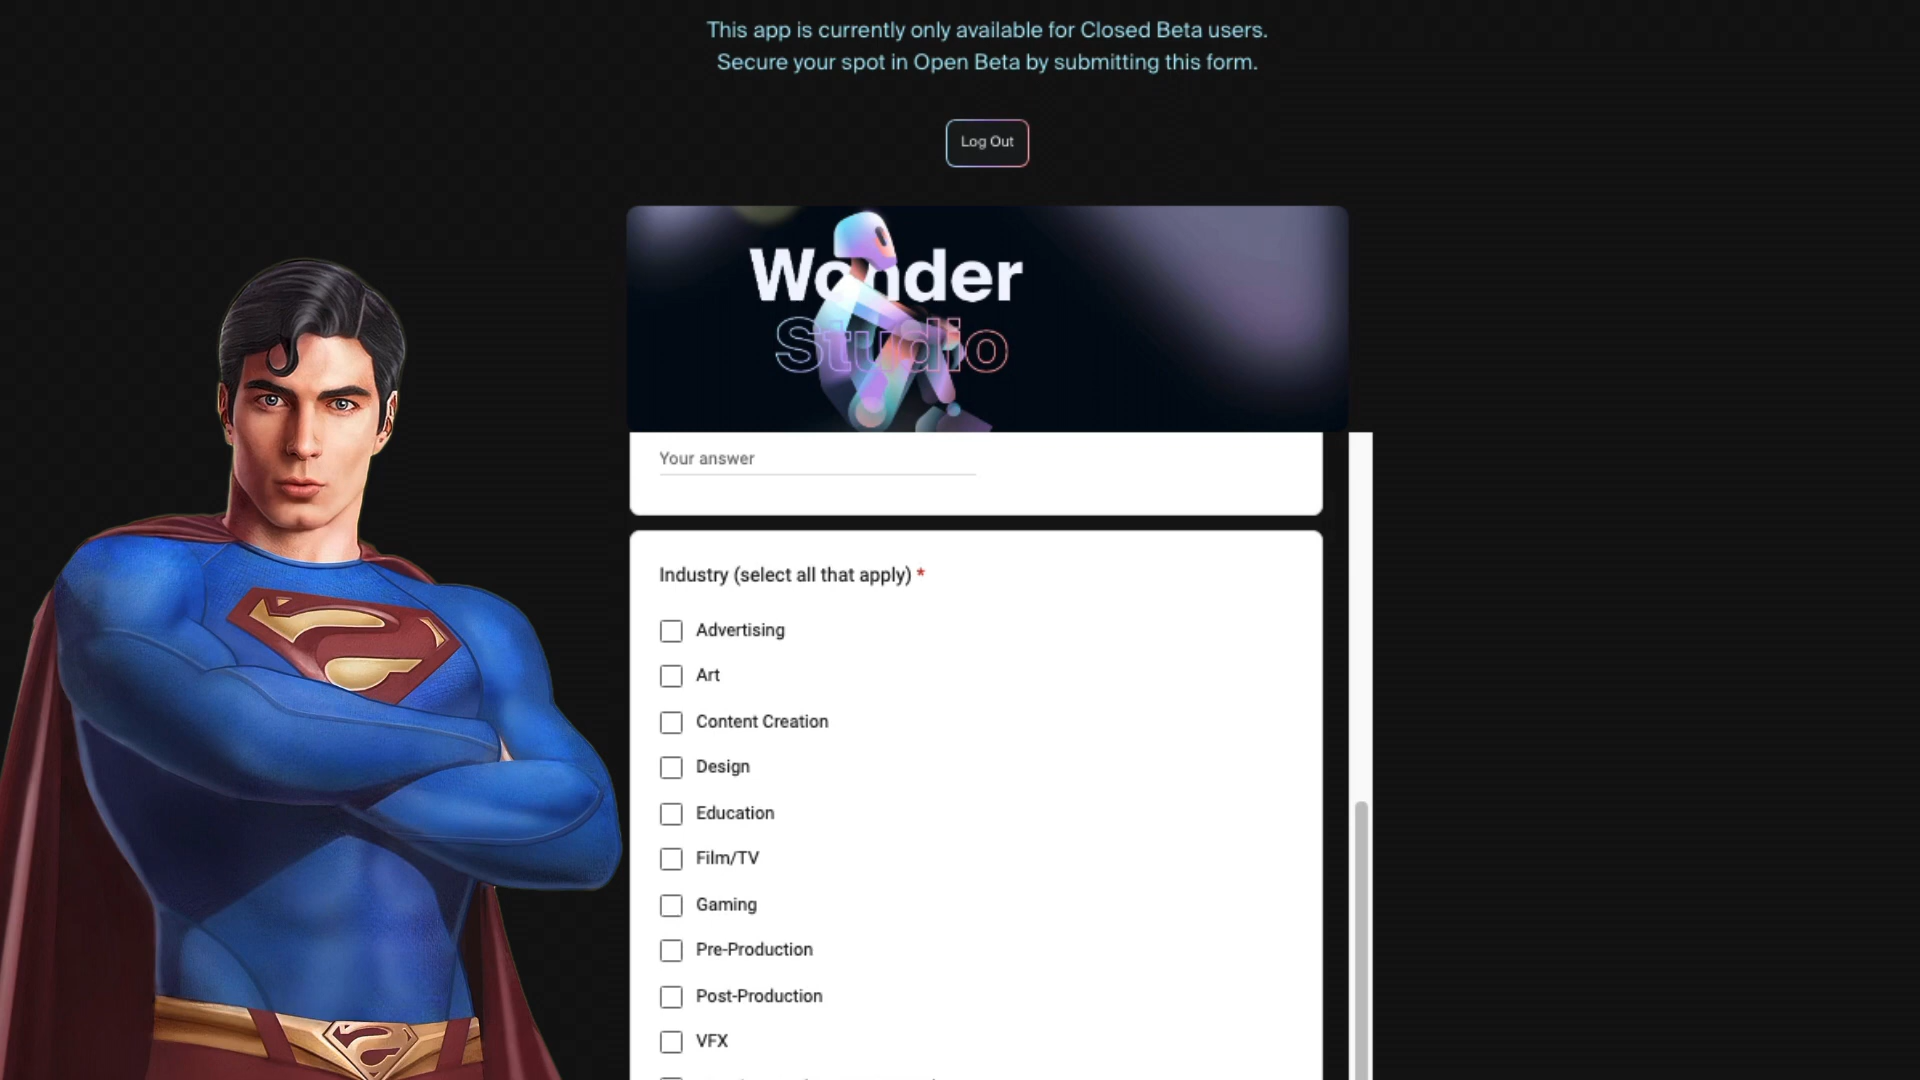 This app is currently only available for Closed Beta users.
Secure your spot in Open Beta by submitting this form.
Log Out
Wonder
Studio
Your answer
Industry (select all that apply) *
Advertising
Art
Content Creation
Design
Education
Film/TV
Gaming
Pre-Production
Post-Production
VFX